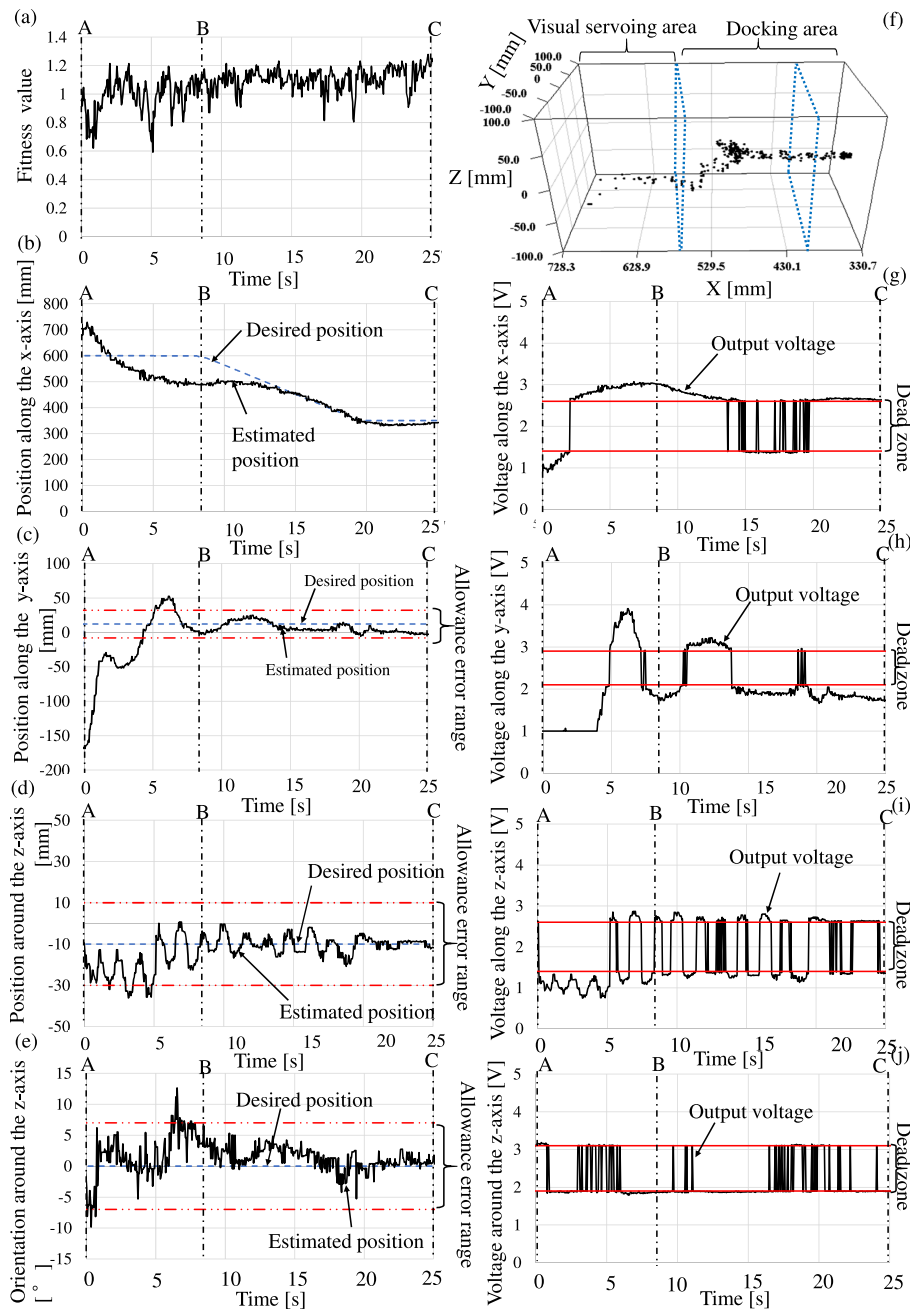 (a)
A
B
C
1.4
1.2
1
0.8
0.6
0.4
0.2
0
Fitness value
0
5
10
15
20
25
Time [s]
(b)
A
B
C
800
700
600
500
400
300
200
100
0
Position along the x-axis [mm]
Desired position
Estimated
position
0
5
10
15
20
25
Time [s]
(c)
A
B
C
100
50
0
-50
-100
-150
-200
Position along the y-axis
[mm]
Desired position
Estimated position
Allowance error range
0
5
10
15
20
25
Time [s]
(d)
A
B
C
50
30
10
-10
-30
-50
Position around the z-axis
[mm]
Desired position
Estimated position
Allowance error range
0
5
10
15
20
25
Time [s]
(e)
A
B
C
15
10
5
0
-5
-10
-15
Orientation around the z-axis
[°]
Desired position
Estimated position
Allowance error range
0
5
10
15
20
25
Time [s]
(f)
Visual servoing area
Docking area
Y [mm]
100.0
50.0
0
-50.0
-100.0
100.0
50.0
Z [mm]
0
-50.0
-100.0
728.3
628.9
529.5
430.1
330.7
X [mm]
(g)
A
B
C
5
4
3
2
1
0
Voltage along the x-axis [V]
Output voltage
Dead zone
0
5
10
15
20
25
Time [s]
(h)
A
B
C
5
4
3
2
1
0
Voltage along the y-axis [V]
Output voltage
Dead zone
0
5
10
15
20
25
Time [s]
(i)
A
B
C
5
4
3
2
1
0
Voltage along the z-axis [V]
Output voltage
Dead zone
0
5
10
15
20
25
Time [s]
(j)
A
B
C
5
4
3
2
1
0
Voltage around the z-axis [V]
Output voltage
Dead zone
0
5
10
15
20
25
Time [s]